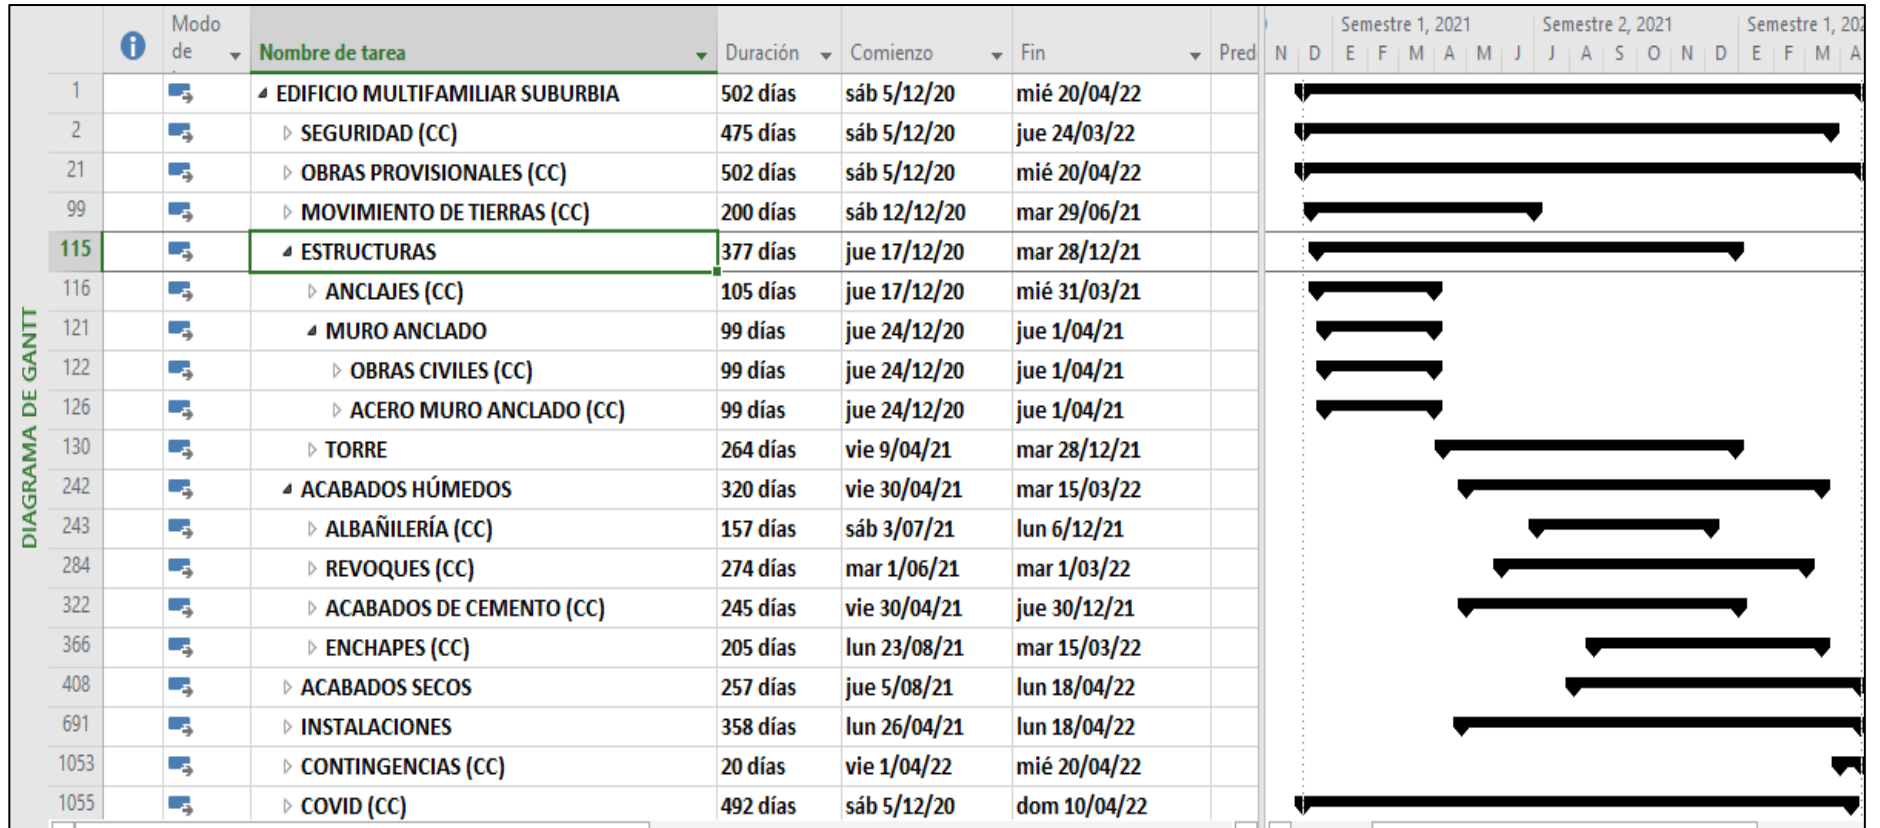 Modo de
Nombre de tarea
Duración
Comienzo
Fin
Pred
Semestre 1, 2021
Semestre 2, 2021
Semestre 1, 202
N D E F M A M J J A S O N D E F M A
1 EDIFICIO MULTIFAMILIAR SUBURBIA 502 días sáb 5/12/20 mié 20/04/22
2 SEGURIDAD (CC) 475 días sáb 5/12/20 jue 24/03/22
21 OBRAS PROVISIONALES (CC) 502 días sáb 5/12/20 mié 20/04/22
99 MOVIMIENTO DE TIERRAS (CC) 200 días sáb 12/12/20 mar 29/06/21
115 ESTRUCTURAS 377 días jue 17/12/20 mar 28/12/21
116 ANCLAJES (CC) 105 días jue 17/12/20 mié 31/03/21
121 MURO ANCLADO 99 días jue 24/12/20 jue 1/04/21
122 OBRAS CIVILES (CC) 99 días jue 24/12/20 jue 1/04/21
126 ACERO MURO ANCLADO (CC) 99 días jue 24/12/20 jue 1/04/21
130 TORRE 264 días vie 9/04/21 mar 28/12/21
242 ACABADOS HÚMEDOS 320 días vie 30/04/21 mar 15/03/22
243 ALBAÑILERÍA (CC) 157 días sáb 3/07/21 lun 6/12/21
284 REVOQUES (CC) 274 días mar 1/06/21 mar 1/03/22
322 ACABADOS DE CEMENTO (CC) 245 días vie 30/04/21 jue 30/12/21
366 ENCHAPES (CC) 205 días lun 23/08/21 mar 15/03/22
408 ACABADOS SECOS 257 días jue 5/08/21 lun 18/04/22
691 INSTALACIONES 358 días lun 26/04/21 lun 18/04/22
1053 CONTINGENCIAS (CC) 20 días vie 1/04/22 mié 20/04/22
1055 COVID (CC) 492 días sáb 5/12/20 dom 10/04/22
DIAGRAMA DE GANTT